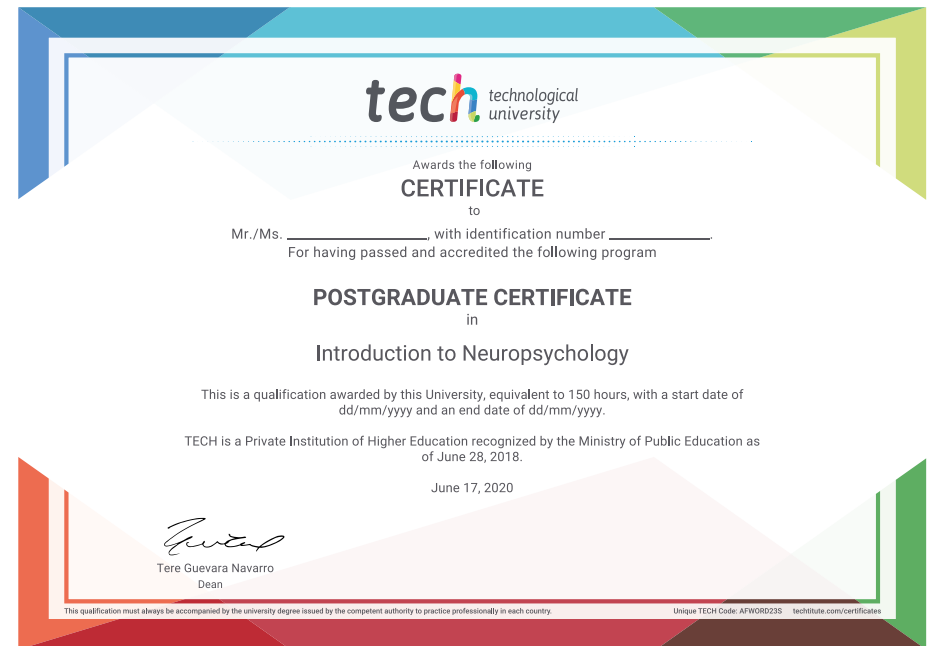 tech technological
university
Awards the following
CERTIFICATE
to
Mr./Ms. ____________________, with identification number ______________.
For having passed and accredited the following program
POSTGRADUATE CERTIFICATE
in
Introduction to Neuropsychology
This is a qualification awarded by this University, equivalent to 150 hours, with a start date of
dd/mm/yyyy and an end date of dd/mm/yyyy.
TECH is a Private Institution of Higher Education recognized by the Ministry of Public Education as
of June 28, 2018.
June 17, 2020
Tere Guevara Navarro
Dean
This qualification must always be accompanied by the university degree issued by the competent authority to practice professionally in each country. Unique TECH Code: AFWORD23S techtitute.com/certificates